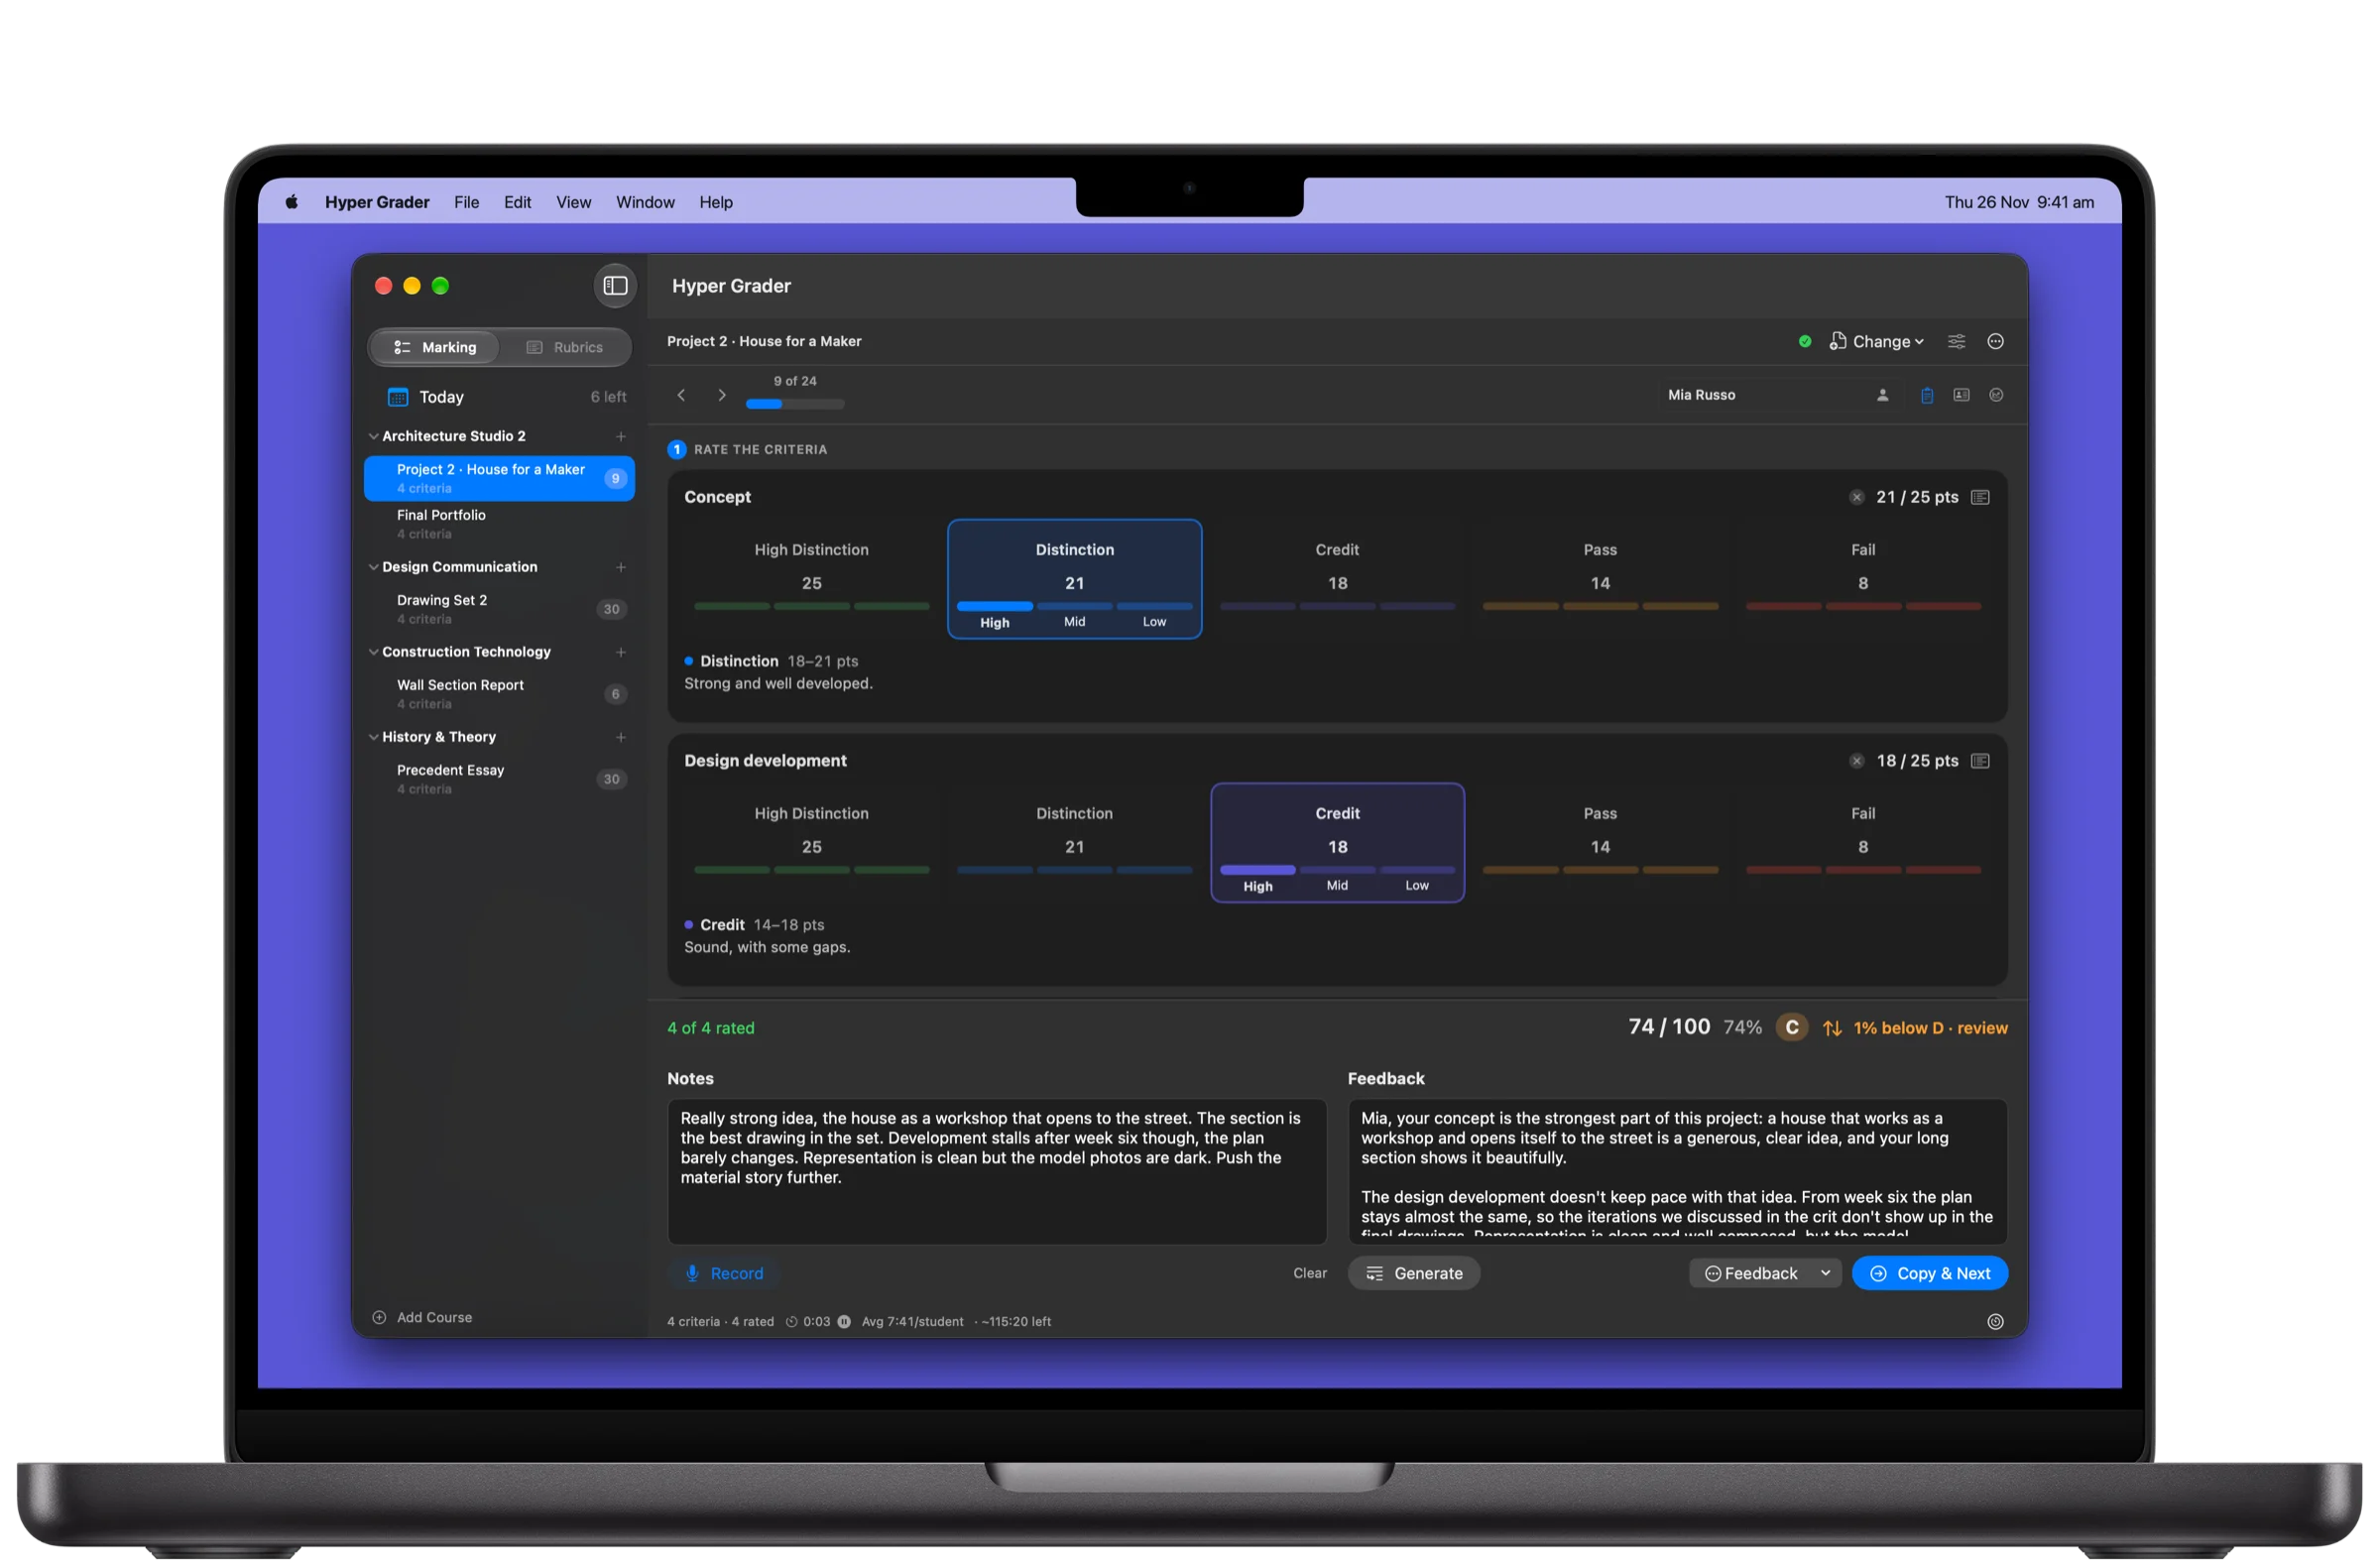 Hyper Grader File Edit View Window Help
Thu 26 Nov 9:41 am
Hyper Grader
Marking Rubrics
Today 6 left
Architecture Studio 2
Project 2 · House for a Maker
4 criteria
9
Final Portfolio
4 criteria
Design Communication
Drawing Set 2
4 criteria
30
Construction Technology
Wall Section Report
4 criteria
6
History & Theory
Precedent Essay
4 criteria
30
Add Course
Project 2 · House for a Maker
Change
9 of 24
Mia Russo
1 RATE THE CRITERIA
Concept
21 / 25 pts
High Distinction Distinction Credit Pass Fail
25 21 18 14 8
High Mid Low
Distinction 18–21 pts
Strong and well developed.
Design development
18 / 25 pts
High Distinction Distinction Credit Pass Fail
25 21 18 14 8
High Mid Low
Credit 14–18 pts
Sound, with some gaps.
4 of 4 rated
74 / 100 74% C 1% below D · review
Notes
Really strong idea, the house as a workshop that opens to the street. The section is
the best drawing in the set. Development stalls after week six though, the plan
barely changes. Representation is clean but the model photos are dark. Push the
material story further.
Record
Clear
Feedback
Mia, your concept is the strongest part of this project: a house that works as a
workshop and opens itself to the street is a generous, clear idea, and your long
section shows it beautifully.
The design development doesn't keep pace with that idea. From week six the plan
stays almost the same, so the iterations we discussed in the crit don't show up in the
final drawings. Representation is clean and well composed, but the model
Generate
Feedback
Copy & Next
4 criteria · 4 rated 0:03 Avg 7:41/student · ~115:20 left